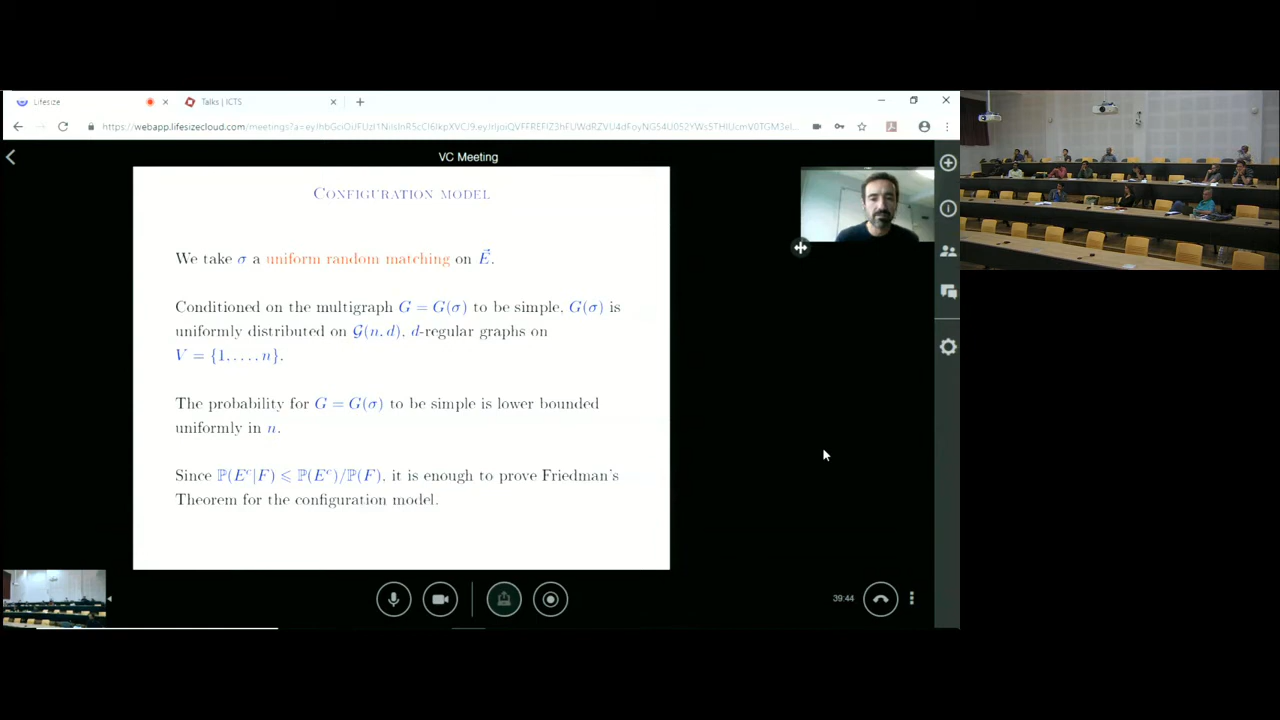 Lifesize
Talks | ICTS
VC Meeting
CONFIGURATION MODEL
We take σ a uniform random matching on E⃗.
Conditioned on the multigraph G = G(σ) to be simple, G(σ) is
uniformly distributed on 𝒢(n, d), d-regular graphs on
V = {1, . . . , n}.
The probability for G = G(σ) to be simple is lower bounded
uniformly in n.
Since ℙ(Eᶜ|F) ⩽ ℙ(Eᶜ)/ℙ(F), it is enough to prove Friedman's
Theorem for the configuration model.
39:44